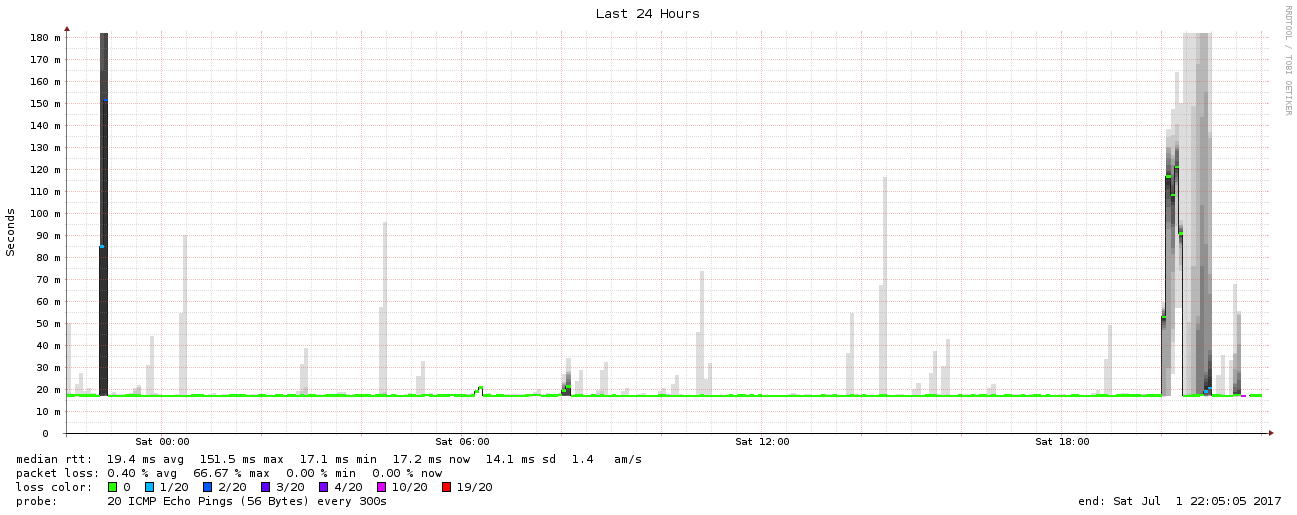 Last 24 Hours
RRDTOOL / TOBI OETIKER
Seconds
180 m
170 m
160 m
150 m
140 m
130 m
120 m
110 m
100 m
90 m
80 m
70 m
60 m
50 m
40 m
30 m
20 m
10 m
0
Sat 00:00 Sat 06:00 Sat 12:00 Sat 18:00
median rtt: 19.4 ms avg 151.5 ms max 17.1 ms min 17.2 ms now 14.1 ms sd 1.4 am/s
packet loss: 0.40 % avg 66.67 % max 0.00 % min 0.00 % now
loss color: 0 1/20 2/20 3/20 4/20 10/20 19/20
probe: 20 ICMP Echo Pings (56 Bytes) every 300s end: Sat Jul 1 22:05:05 2017